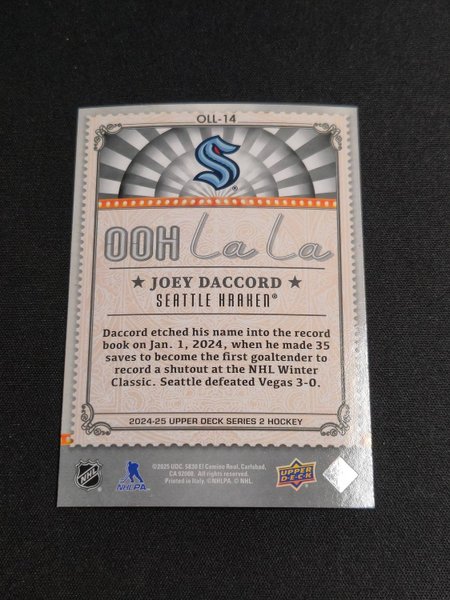 OLL-14
OOH La La
★ JOEY DACCORD ★
SEATTLE KRAKEN®
Daccord etched his name into the record
book on Jan. 1, 2024, when he made 35
saves to become the first goaltender to
record a shutout at the NHL Winter
Classic. Seattle defeated Vegas 3-0.
2024-25 UPPER DECK SERIES 2 HOCKEY
©2025 UDC. 5830 El Camino Real, Carlsbad,
CA 92008. All Rights Reserved.
Printed in Italy. ©NHLPA. © NHL.
NHL
NHLPA
UPPER
DECK